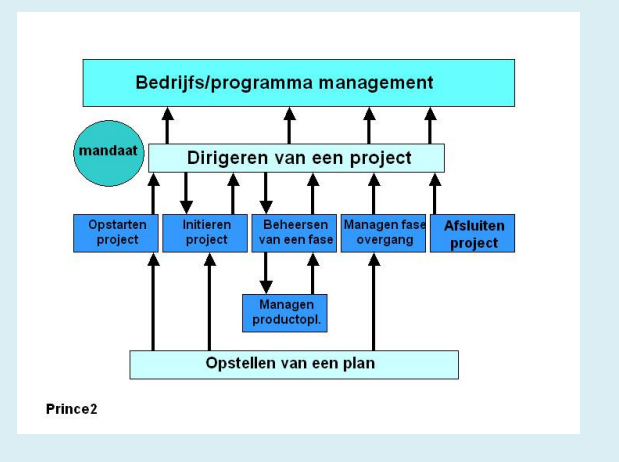 Bedrijfs/programma management
mandaat
Dirigeren van een project
Opstarten
project
Initieren
project
Beheersen
van een fase
Managen fase
overgang
Afsluiten
project
Managen
productopl.
Opstellen van een plan
Prince2